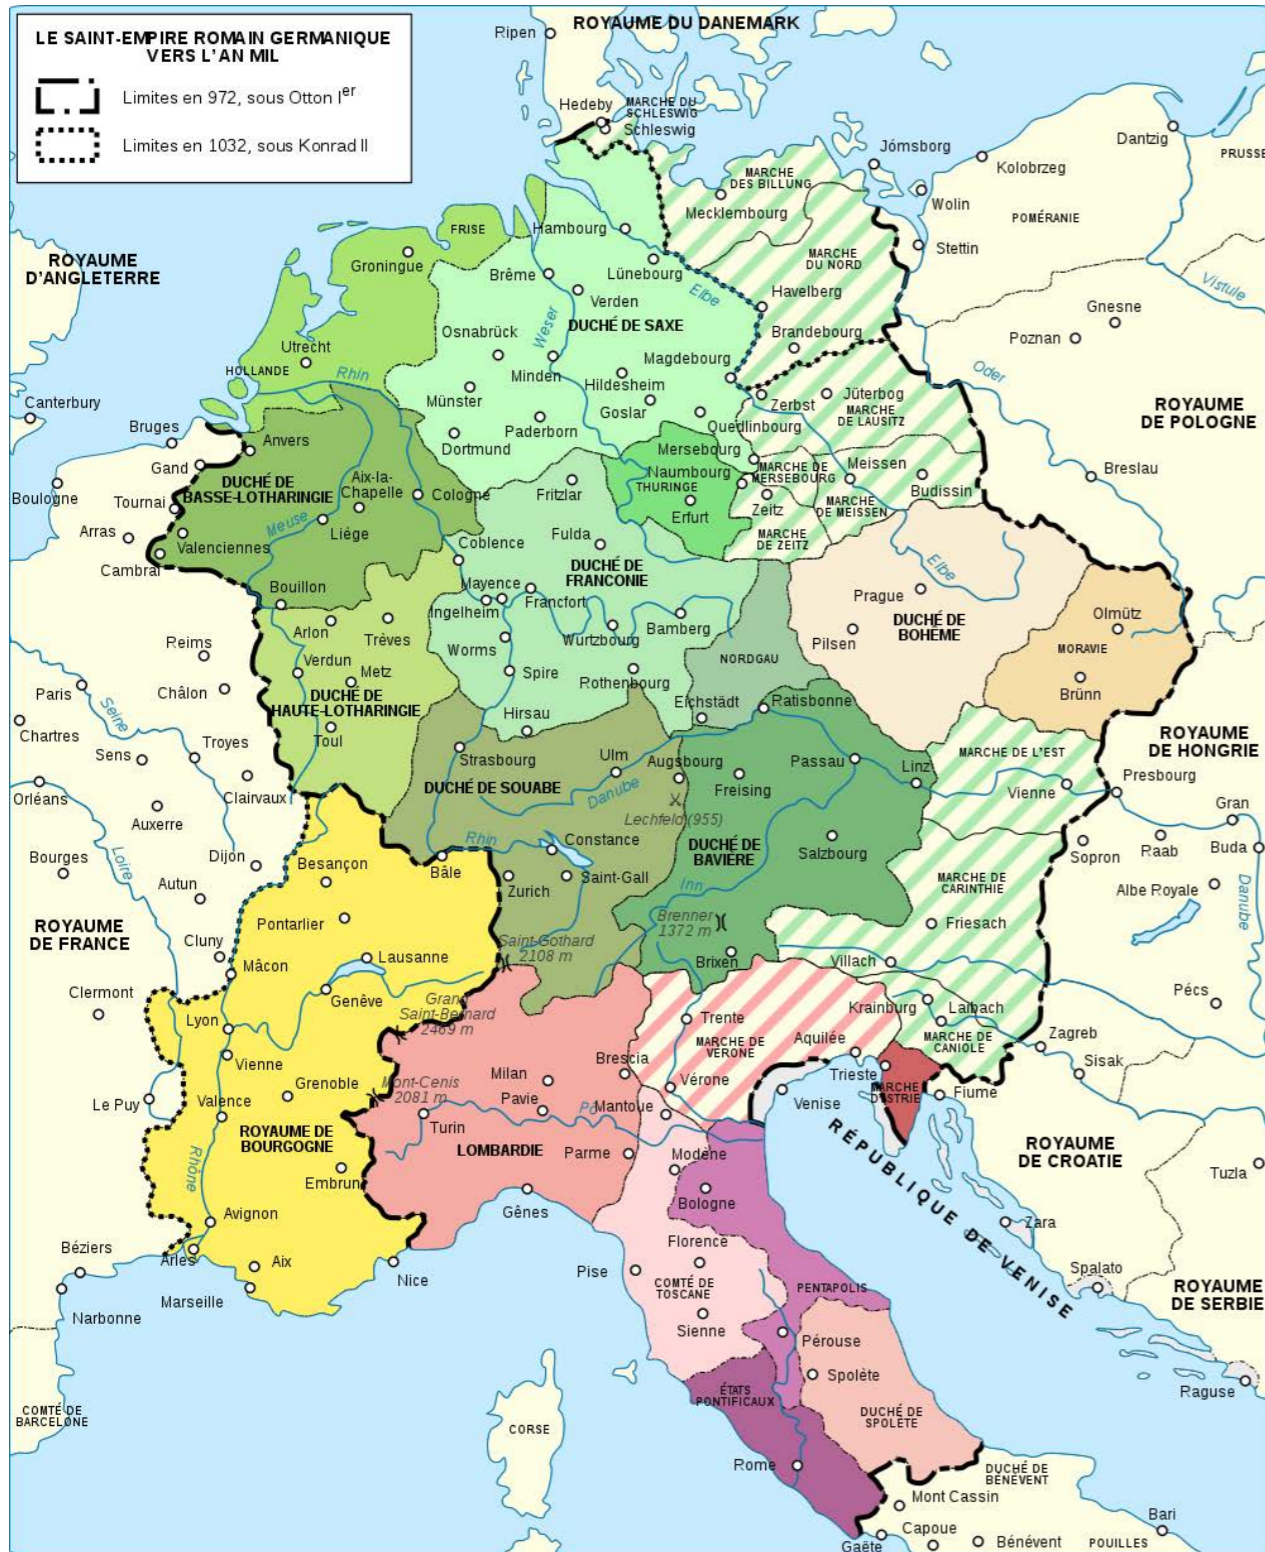 LE SAINT-EMPIRE ROMAIN GERMANIQUE
VERS L'AN MIL
Limites en 972, sous Otton Ier
Limites en 1032, sous Konrad II
ROYAUME DU DANEMARK
Ripen
Hedeby
MARCHE DU
SCHLESWIG
Schleswig
Dantzig
PRUSSE
Jómsborg
Kolobrzeg
Wolin
POMÉRANIE
Stettin
MARCHE
DES BILLUNG
Mecklembourg
MARCHE
DU NORD
Havelberg
Brandebourg
Vistule
Gnesne
Poznan
Oder
ROYAUME
DE POLOGNE
Breslau
ROYAUME
D'ANGLETERRE
Canterbury
FRISE
Groningue
Hambourg
Brême
Lünebourg
Elbe
Verden
Weser
DUCHÉ DE SAXE
Osnabrück
Minden
Magdebourg
Hildesheim
Goslar
Münster
Paderborn
Dortmund
Quedlinbourg
Zerbst
Jüterbog
MARCHE
DE LAUSITZ
Mersebourg
Naumbourg
THURINGE
Erfurt
MARCHE DE
MERSEBOURG
Zeitz
MARCHE
DE ZEITZ
Meissen
MARCHE
DE MEISSEN
Budissin
Utrecht
HOLLANDE
Rhin
Bruges
Anvers
Gand
Boulogne
Tournai
Arras
Cambrai
Valenciennes
DUCHÉ DE
BASSE-LOTHARINGIE
Aix-la-
Chapelle
Cologne
Meuse
Liège
Bouillon
Arlon
Trèves
Verdun
Metz
DUCHÉ DE
HAUTE-LOTHARINGIE
Toul
Fritzlar
Fulda
DUCHÉ DE
FRANCONIE
Coblence
Mayence
Ingelheim
Francfort
Worms
Wurtzbourg
Bamberg
Spire
Rothenbourg
Hirsau
NORDGAU
Eichstädt
Ratisbonne
Elbe
Prague
DUCHÉ DE
BOHÊME
Pilsen
Olmütz
MORAVIE
Brünn
Reims
Paris
Châlon
Seine
Chartres
Sens
Troyes
Orléans
Clairvaux
Auxerre
Loire
Bourges
Dijon
Autun
ROYAUME
DE FRANCE
Cluny
Mâcon
Clermont
Le Puy
Strasbourg
DUCHÉ DE SOUABE
Ulm
Danube
Augsbourg
Lechfeld (955)
Rhin
Constance
Zurich
Saint-Gall
Freising
Passau
Linz
DUCHÉ DE
BAVIÈRE
Salzbourg
Inn
Brenner
1372 m
Brixen
MARCHE DE L'EST
Vienne
Presbourg
ROYAUME
DE HONGRIE
Gran
Sopron
Raab
Buda
Albe Royale
Danube
Pécs
MARCHE DE
CARINTHIE
Friesach
Villach
Krainburg
Laibach
MARCHE DE
CANIOLE
Zagreb
Sisak
Besançon
Bâle
Pontarlier
Lausanne
Genêve
Saint-Gothard
2108 m
Grand
Saint-Bernard
2469 m
Lyon
Vienne
Grenoble
Mont-Cenis
2081 m
Valence
ROYAUME DE
BOURGOGNE
Rhône
Embrun
Avignon
Arles
Aix
Marseille
Nice
Béziers
Narbonne
COMTÉ DE
BARCELONE
Milan
Pavie
Turin
Pô
LOMBARDIE
Brescia
Mantoue
Parme
Gênes
Trente
MARCHE
DE VERONE
Vérone
Aquilée
Trieste
MARCHE
D'ISTRIE
Fiume
Venise
RÉPUBLIQUE DE VENISE
ROYAUME
DE CROATIE
Tuzla
Zara
Spalato
ROYAUME
DE SERBIE
Raguse
Modène
Bologne
Florence
Pise
COMTÉ DE
TOSCANE
Sienne
PENTAPOLIS
Pérouse
Spolète
DUCHÉ DE
SPOLÈTE
ÉTATS
PONTIFICAUX
Rome
CORSE
DUCHÉ DE
BÉNÉVENT
Mont Cassin
Capoue
Gaëte
Bénévent
POUILLES
Bari